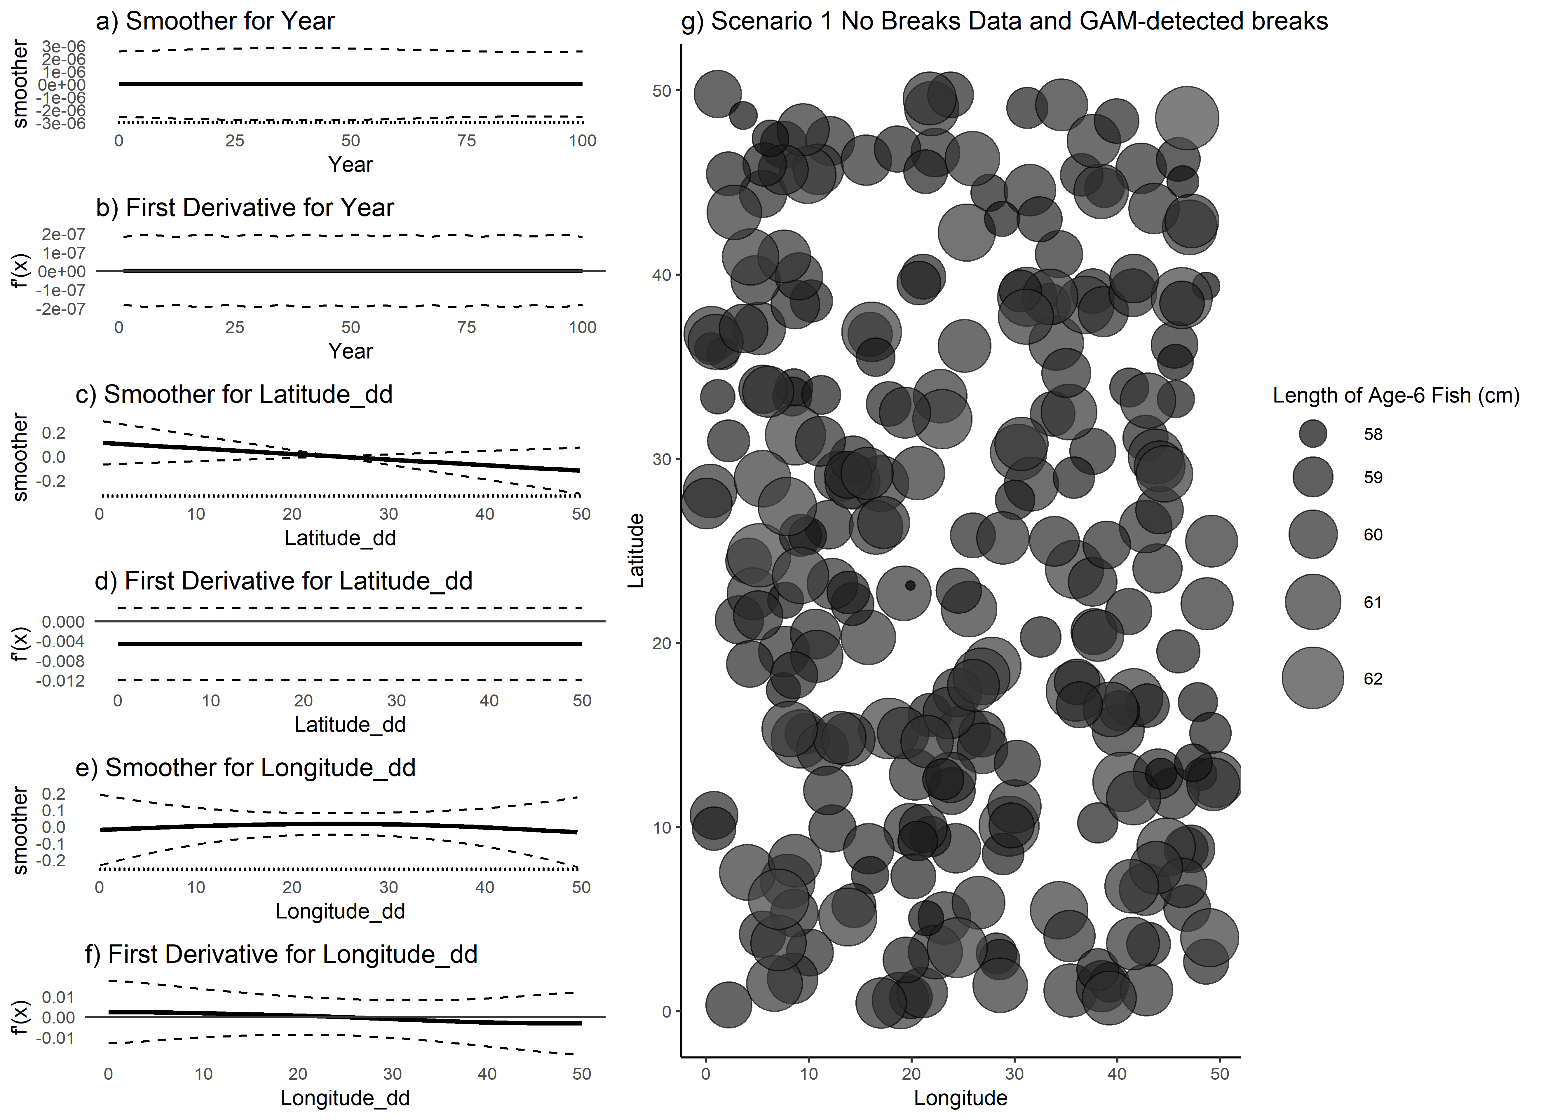 a) Smoother for Year
smoother
3e-06
2e-06
1e-06
0e+00
-1e-06
-2e-06
-3e-06
0 25 50 75 100
Year
b) First Derivative for Year
f'(x)
2e-07
1e-07
0e+00
-1e-07
-2e-07
0 25 50 75 100
Year
c) Smoother for Latitude_dd
smoother
0.2
0.0
-0.2
0 10 20 30 40 50
Latitude_dd
d) First Derivative for Latitude_dd
f'(x)
0.000
-0.004
-0.008
-0.012
0 10 20 30 40 50
Latitude_dd
e) Smoother for Longitude_dd
smoother
0.2
0.1
0.0
-0.1
-0.2
0 10 20 30 40 50
Longitude_dd
f) First Derivative for Longitude_dd
f'(x)
0.01
0.00
-0.01
0 10 20 30 40 50
Longitude_dd
g) Scenario 1 No Breaks Data and GAM-detected breaks
Latitude
50
40
30
20
10
0
0 10 20 30 40 50
Longitude
Length of Age-6 Fish (cm)
58
59
60
61
62